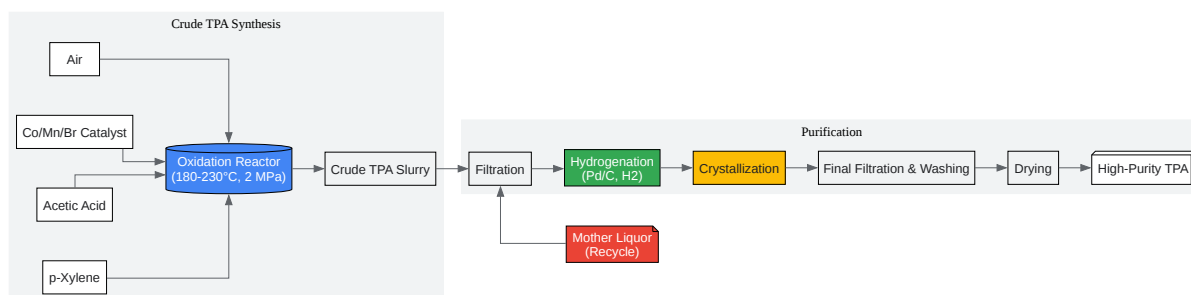 Crude TPA Synthesis
Air
Co/Mn/Br Catalyst
Acetic Acid
p-Xylene
Oxidation Reactor
(180-230°C, 2 MPa)
Crude TPA Slurry
Purification
Filtration
Hydrogenation
(Pd/C, H2)
Crystallization
Final Filtration & Washing
Drying
High-Purity TPA
Mother Liquor
(Recycle)